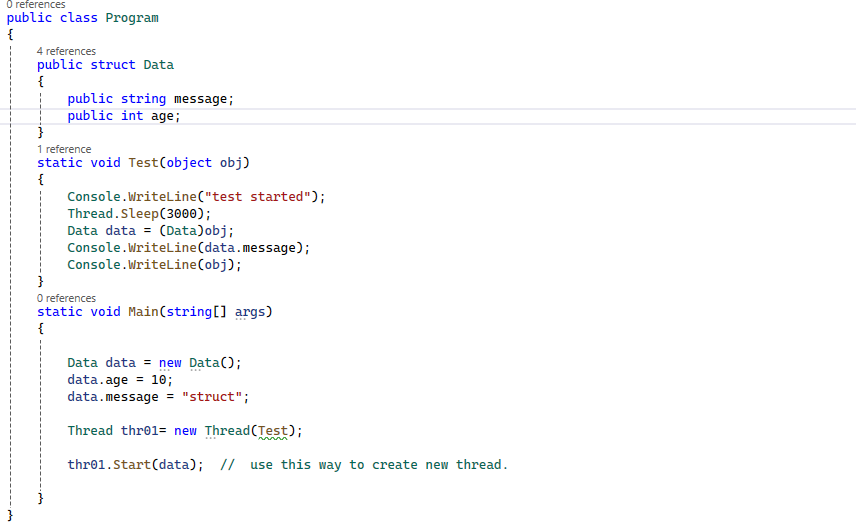 0 references
public class Program
{
4 references
public struct Data
{
public string message;
public int age;
}
1 reference
static void Test(object obj)
{
Console.WriteLine("test started");
Thread.Sleep(3000);
Data data = (Data)obj;
Console.WriteLine(data.message);
Console.WriteLine(obj);
}
0 references
static void Main(string[] args)
{
Data data = new Data();
data.age = 10;
data.message = "struct";
Thread thr01= new Thread(Test);
thr01.Start(data);  //  use this way to create new thread.
}
}